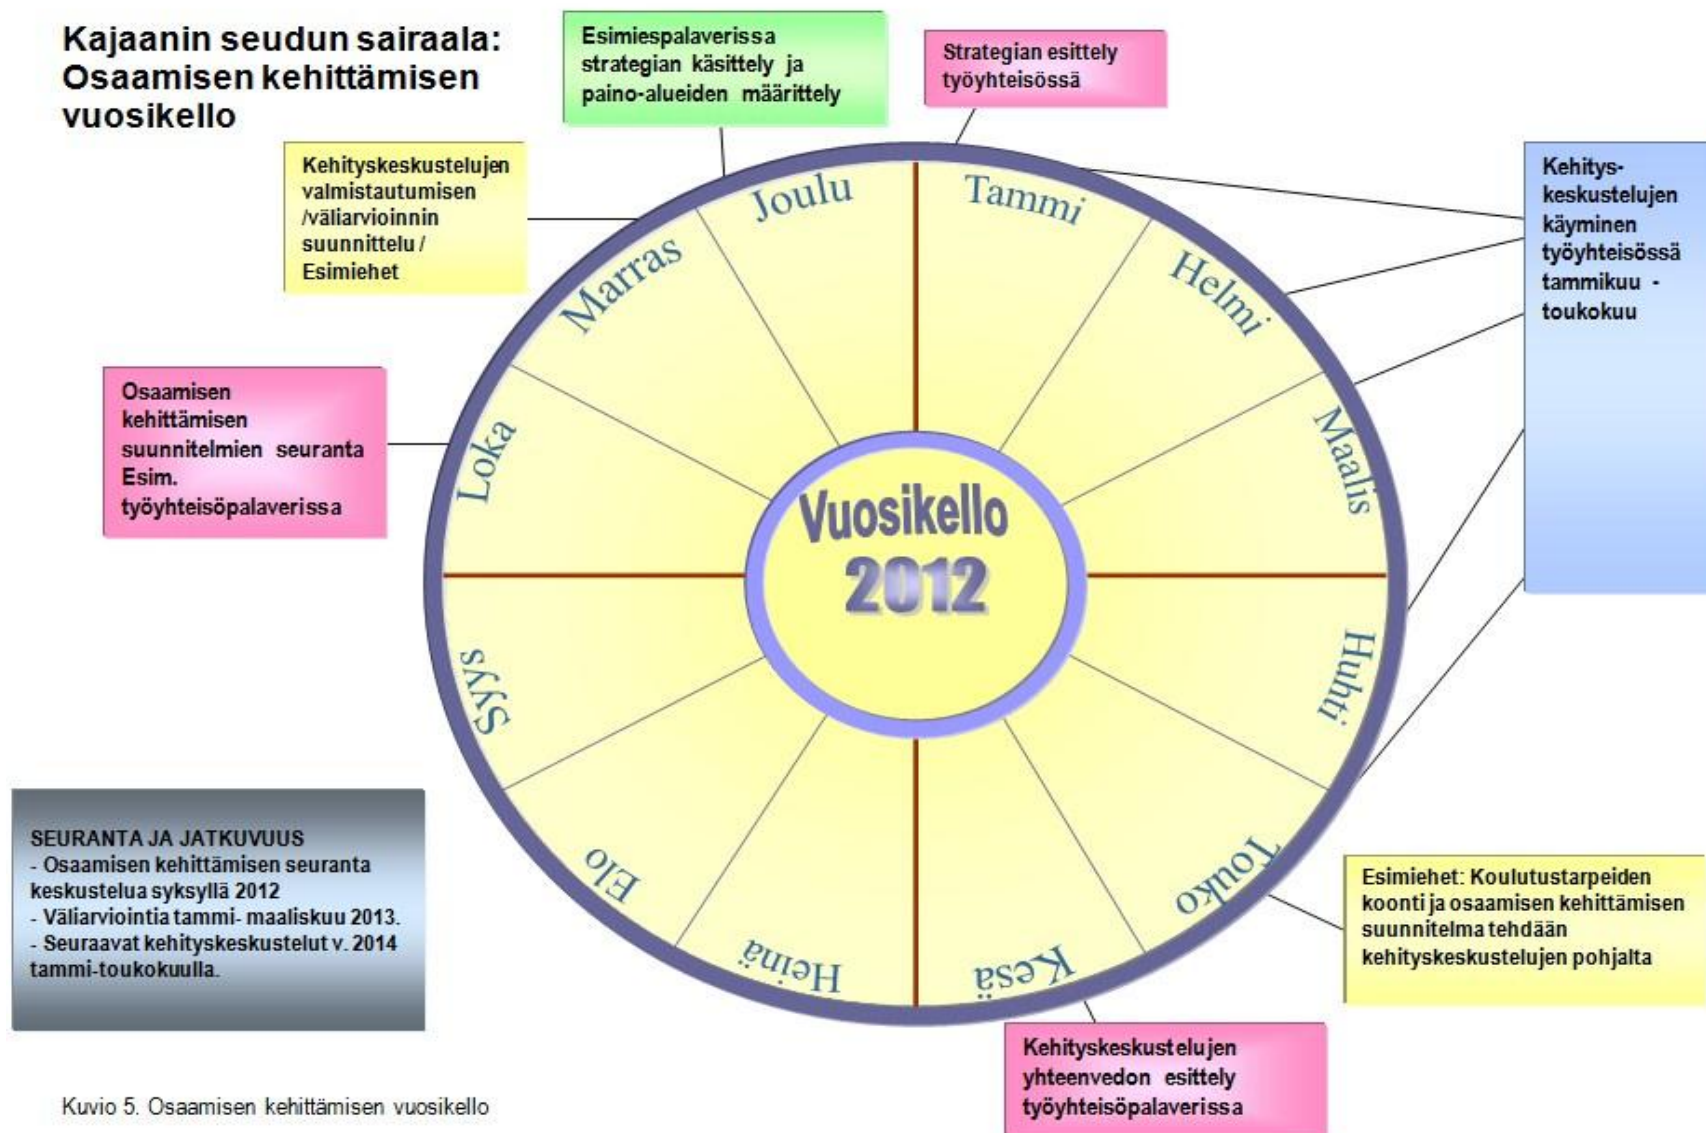 Kajaanin seudun sairaala:
Osaamisen kehittämisen
vuosikello
Esimiespalaverissa
strategian käsittely ja
paino-alueiden määrittely
Strategian esittely
työyhteisössä
Kehityskeskustelujen
valmistautumisen
/väliarvioinnin
suunnittelu /
Esimiehet
Kehitys-
keskustelujen
käyminen
työyhteisössä
tammikuu -
toukokuu
Osaamisen
kehittämisen
suunnitelmien seuranta
Esim.
työyhteisöpalaverissa
Tammi
Helmi
Maalis
Huhti
Touko
Kesä
Heinä
Elo
Syys
Loka
Marras
Joulu
Vuosikello
2012
SEURANTA JA JATKUVUUS
- Osaamisen kehittämisen seuranta
keskustelua syksyllä 2012
- Väliarviointia tammi- maaliskuu 2013.
- Seuraavat kehityskeskustelut v. 2014
tammi-toukokuulla.
Esimiehet: Koulutustarpeiden
koonti ja osaamisen kehittämisen
suunnitelma tehdään
kehityskeskustelujen pohjalta
Kehityskeskustelujen
yhteenvedon esittely
työyhteisöpalaverissa
Kuvio 5. Osaamisen kehittämisen vuosikello